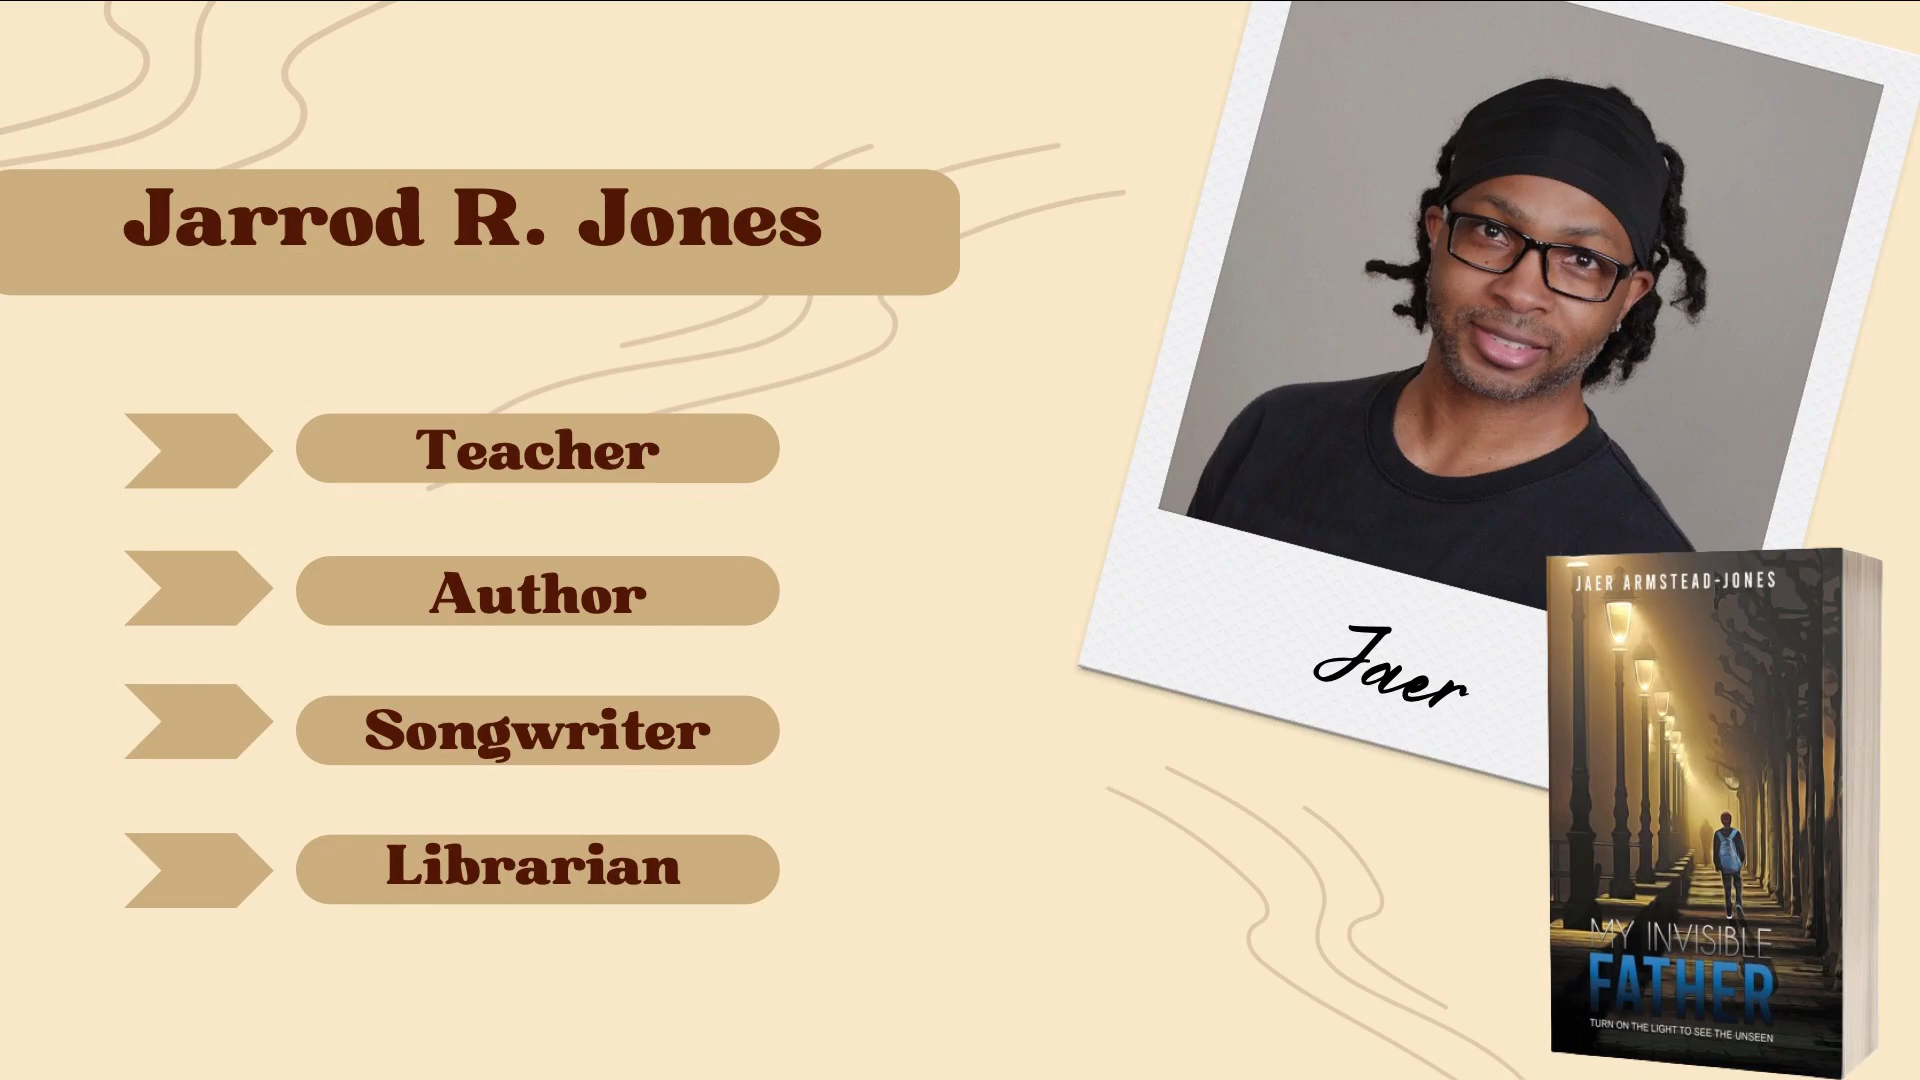 Jarrod R. Jones
Teacher
Author
Songwriter
Librarian
Jaer
JAER ARMSTEAD-JONES
MY INVISIBLE
FATHER
TURN ON THE LIGHT TO SEE THE UNSEEN